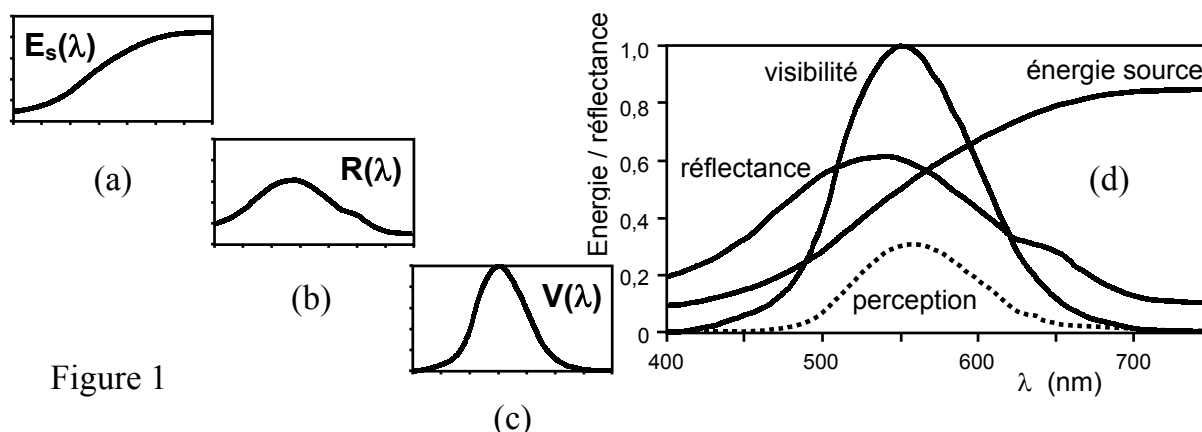 E_s(λ)
(a)
R(λ)
(b)
V(λ)
(c)
Figure 1
Energie / réflectance
1,0
0,8
0,6
0,4
0,2
0
visibilité
énergie source
réflectance
(d)
perception
400
500
600
700
λ (nm)